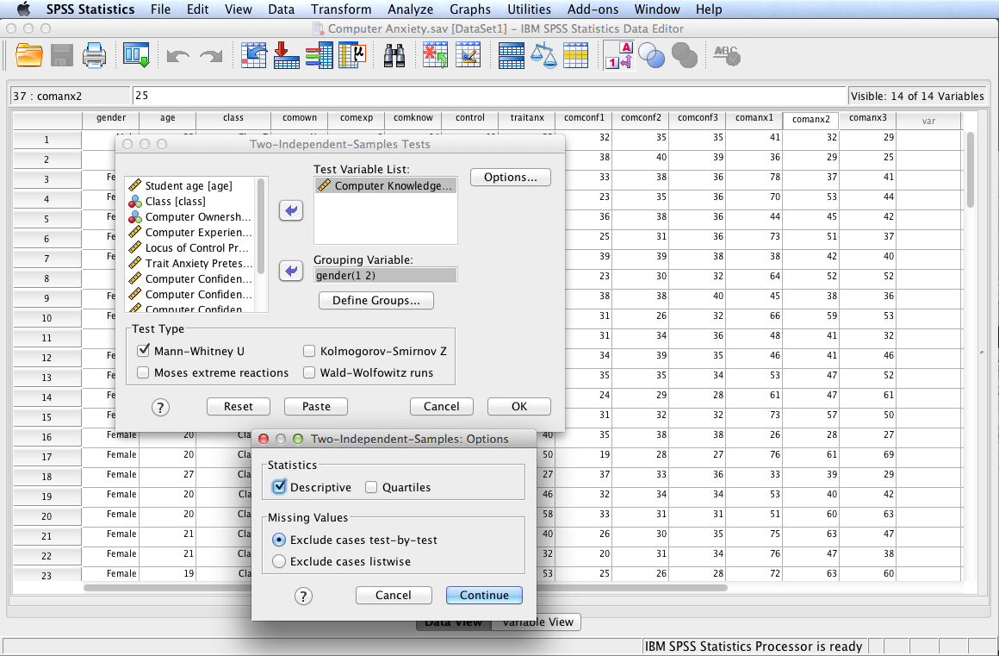 SPSS Statistics File Edit View Data Transform Analyze Graphs Utilities Add-ons Window Help
Computer Anxiety.sav [DataSet1] – IBM SPSS Statistics Data Editor
37 : comanx2 25 Visible: 14 of 14 Variables
gender age class comown comexp comknow control traitanx comconf1 comconf2 comconf3 comanx1 comanx2 comanx3 var
1 32 35 35 41 32 29
2 38 40 39 36 29 25
3 Fe 33 38 36 78 37 41
4 Fe 23 35 36 70 53 44
5 Fe 36 38 36 44 45 42
6 Fe 25 31 36 73 51 37
7 Fe 39 39 38 38 42 40
8 23 30 32 64 52 52
9 Fe 38 38 40 45 38 36
10 Fe 31 26 32 66 59 53
11 31 34 36 48 41 32
12 Fe 34 39 35 46 41 46
13 Fe 35 35 34 53 47 52
14 Fe 24 29 28 61 47 61
15 Fe 31 32 32 73 57 50
16 Female 20 Cla 40 35 38 38 26 28 27
17 Female 20 Cla 50 19 28 27 76 61 69
18 Female 27 Cla 27 37 33 36 33 39 29
19 Female 20 Cla 46 32 34 34 53 40 42
20 Female 20 Cla 58 33 31 31 51 60 63
21 Female 21 Cla 40 26 30 35 75 63 47
22 Female 21 Cla 32 20 31 34 76 47 38
23 Female 19 Cla 53 25 26 28 72 63 60
Two-Independent-Samples Tests
Student age [age]
Class [class]
Computer Ownersh...
Computer Experien...
Locus of Control Pr...
Trait Anxiety Pretes...
Computer Confiden...
Computer Confiden...
Computer Confiden
Test Variable List:
Computer Knowledge...
Options...
Grouping Variable:
gender(1 2)
Define Groups...
Test Type
Mann-Whitney U Kolmogorov-Smirnov Z
Moses extreme reactions Wald-Wolfowitz runs
? Reset Paste Cancel OK
Two-Independent-Samples: Options
Statistics
Descriptive Quartiles
Missing Values
Exclude cases test-by-test
Exclude cases listwise
? Cancel Continue
Data View Variable View
IBM SPSS Statistics Processor is ready